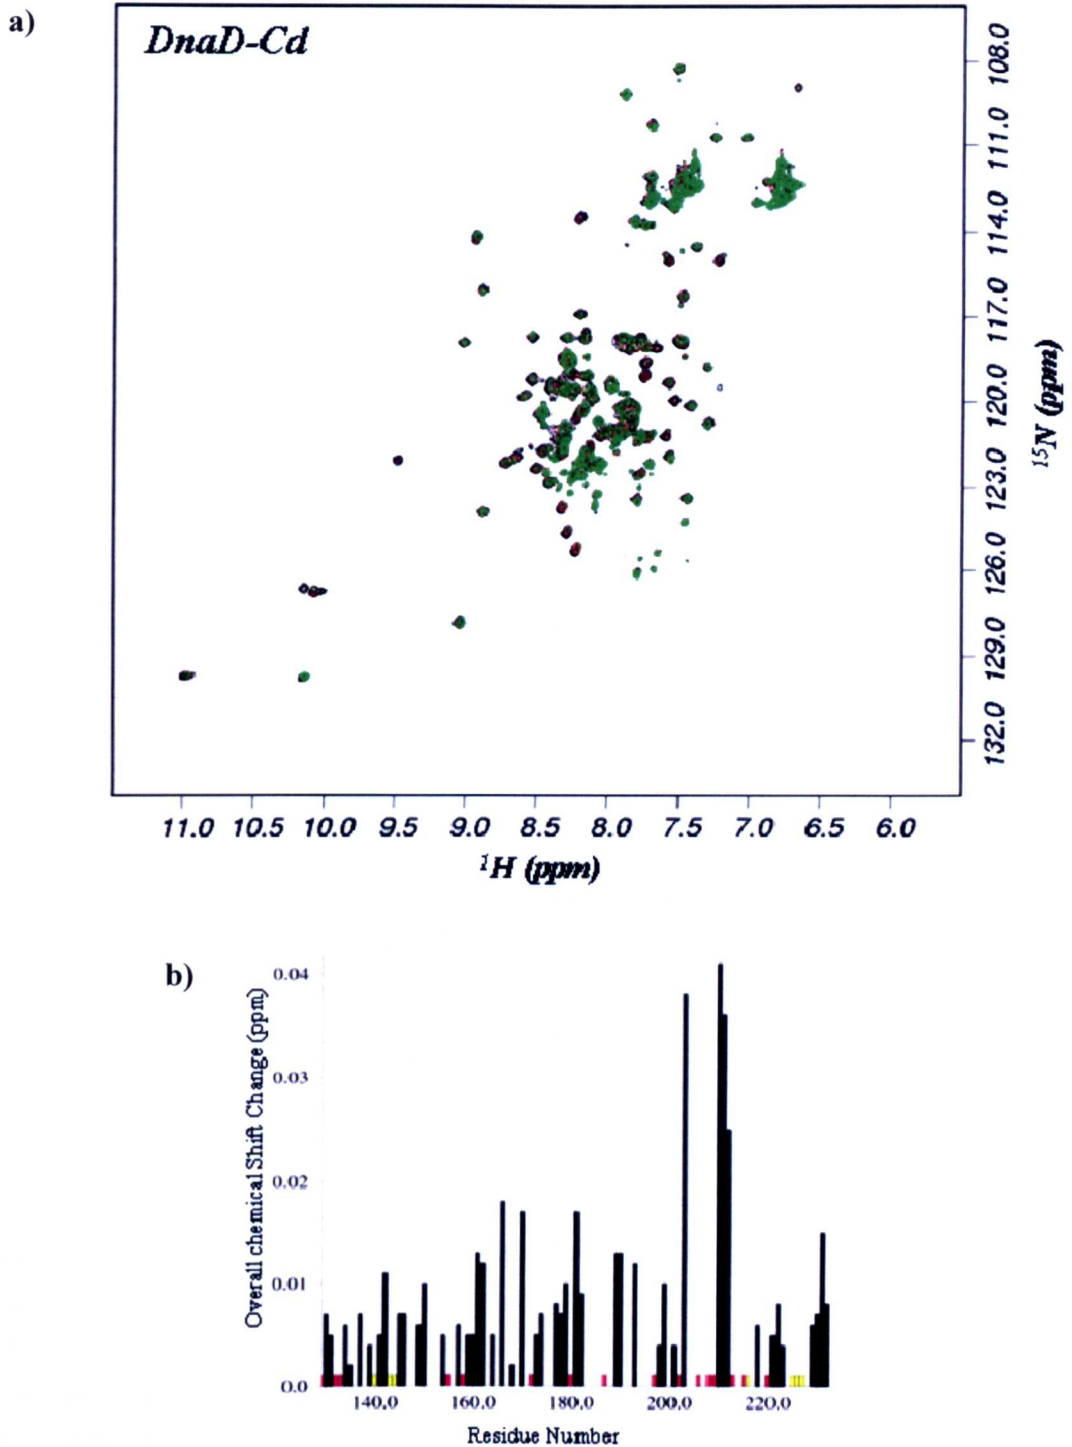 a)
DnaD-Cd
108.0
111.0
114.0
117.0
120.0
123.0
126.0
129.0
132.0
15N (ppm)
11.0 10.5 10.0 9.5 9.0 8.5 8.0 7.5 7.0 6.5 6.0
1H (ppm)
b)
0.04
0.03
0.02
0.01
0.0
Overall chemical Shift Change (ppm)
140.0 160.0 180.0 200.0 220.0
Residue Number